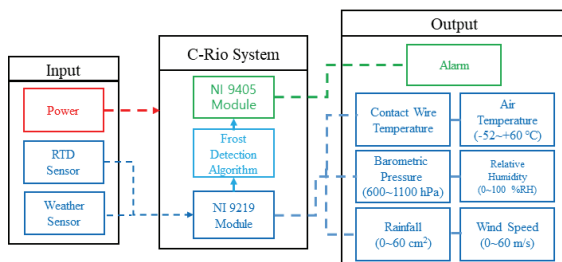 Input
Power
RTD
Sensor
Weather
Sensor
C-Rio System
NI 9405
Module
Frost
Detection
Algorithm
NI 9219
Module
Output
Alarm
Contact Wire
Temperature
Air
Temperature
(-52~+60 ℃)
Barometric
Pressure
(600~1100 hPa)
Relative
Humidity
(0~100 %RH)
Rainfall
(0~60 cm²)
Wind Speed
(0~60 m/s)